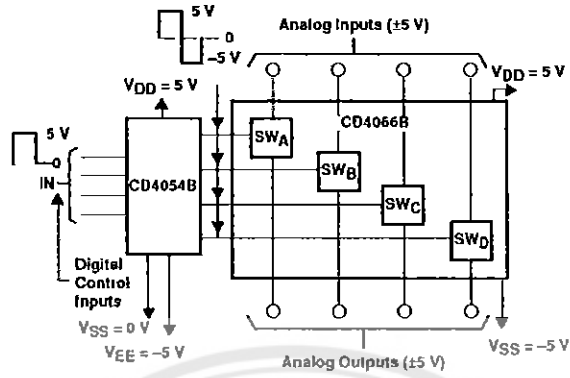 5 V
0
−5 V
Analog Inputs (±5 V)
VDD = 5 V
VDD = 5 V
CD4066B
5 V
0
IN
CD4054B
SWA
SWB
SWC
SWD
Digital
Control
Inputs
VSS = 0 V
VEE = −5 V
Analog Outputs (±5 V)
VSS = −5 V